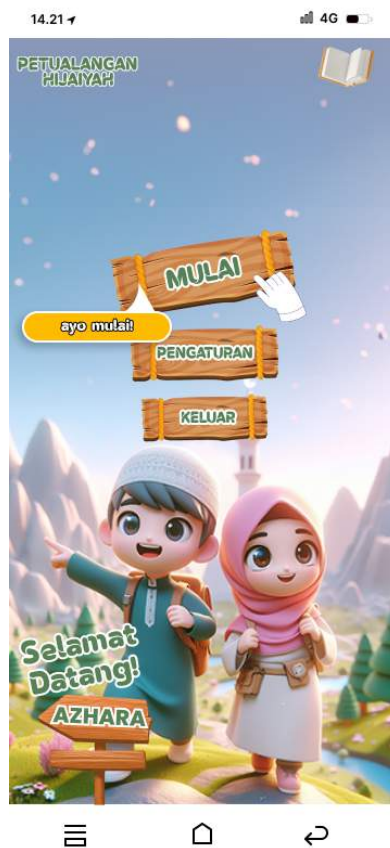 14.21
4G
PETUALANGAN
HIJAIYAH
MULAI
ayo mulai!
PENGATURAN
KELUAR
Selamat
Datang!
AZHARA